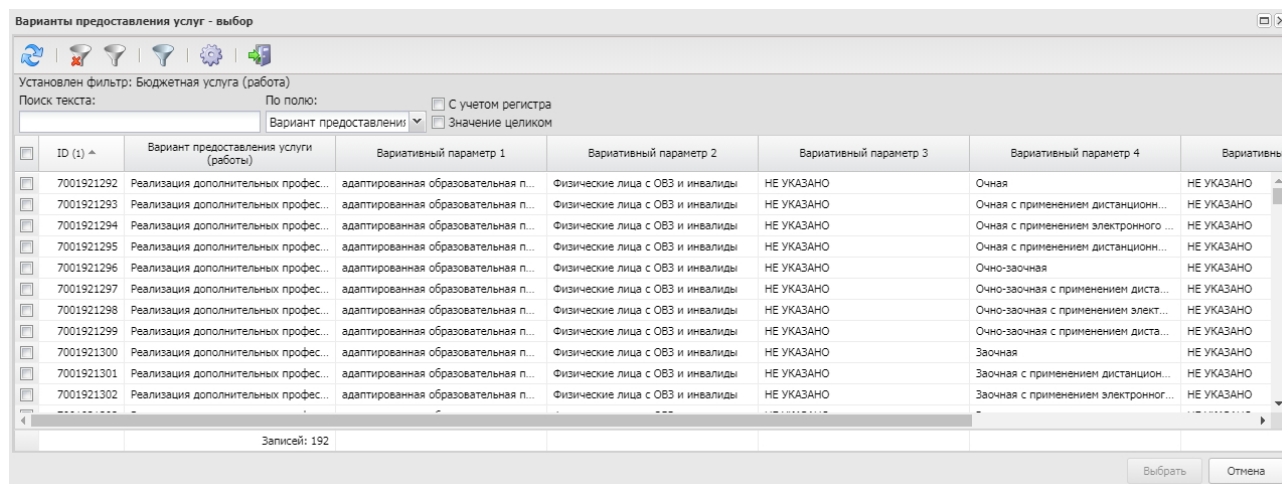 Варианты предоставления услуг - выбор
Установлен фильтр: Бюджетная услуга (работа)
Поиск текста: По полю: С учетом регистра
Вариант предоставления Значение целиком
ID (1) Вариант предоставления услуги (работы) Вариативный параметр 1 Вариативный параметр 2 Вариативный параметр 3 Вариативный параметр 4 Вариативны
7001921292 Реализация дополнительных профес... адаптированная образовательная п... Физические лица с ОВЗ и инвалиды НЕ УКАЗАНО Очная НЕ УКАЗАНО
7001921293 Реализация дополнительных профес... адаптированная образовательная п... Физические лица с ОВЗ и инвалиды НЕ УКАЗАНО Очная с применением дистанционн... НЕ УКАЗАНО
7001921294 Реализация дополнительных профес... адаптированная образовательная п... Физические лица с ОВЗ и инвалиды НЕ УКАЗАНО Очная с применением электронного ... НЕ УКАЗАНО
7001921295 Реализация дополнительных профес... адаптированная образовательная п... Физические лица с ОВЗ и инвалиды НЕ УКАЗАНО Очная с применением дистанционн... НЕ УКАЗАНО
7001921296 Реализация дополнительных профес... адаптированная образовательная п... Физические лица с ОВЗ и инвалиды НЕ УКАЗАНО Очно-заочная НЕ УКАЗАНО
7001921297 Реализация дополнительных профес... адаптированная образовательная п... Физические лица с ОВЗ и инвалиды НЕ УКАЗАНО Очно-заочная с применением диста... НЕ УКАЗАНО
7001921298 Реализация дополнительных профес... адаптированная образовательная п... Физические лица с ОВЗ и инвалиды НЕ УКАЗАНО Очно-заочная с применением элект... НЕ УКАЗАНО
7001921299 Реализация дополнительных профес... адаптированная образовательная п... Физические лица с ОВЗ и инвалиды НЕ УКАЗАНО Очно-заочная с применением диста... НЕ УКАЗАНО
7001921300 Реализация дополнительных профес... адаптированная образовательная п... Физические лица с ОВЗ и инвалиды НЕ УКАЗАНО Заочная НЕ УКАЗАНО
7001921301 Реализация дополнительных профес... адаптированная образовательная п... Физические лица с ОВЗ и инвалиды НЕ УКАЗАНО Заочная с применением дистанцион... НЕ УКАЗАНО
7001921302 Реализация дополнительных профес... адаптированная образовательная п... Физические лица с ОВЗ и инвалиды НЕ УКАЗАНО Заочная с применением электронног... НЕ УКАЗАНО
Записей: 192
Выбрать Отмена